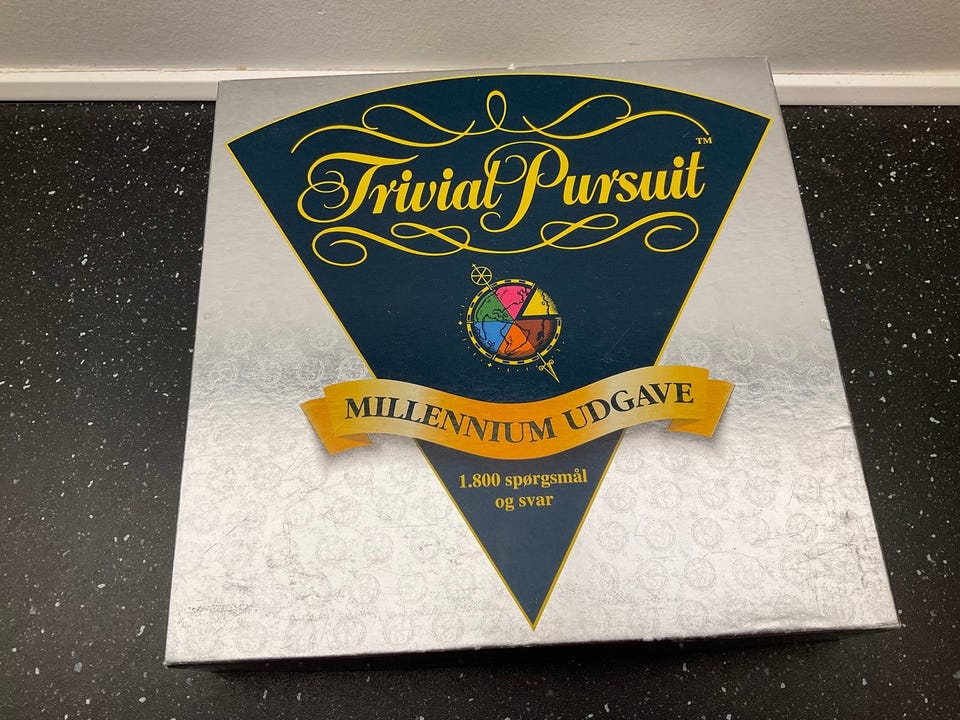 Trivial Pursuit™
MILLENNIUM UDGAVE
1.800 spørgsmål
og svar